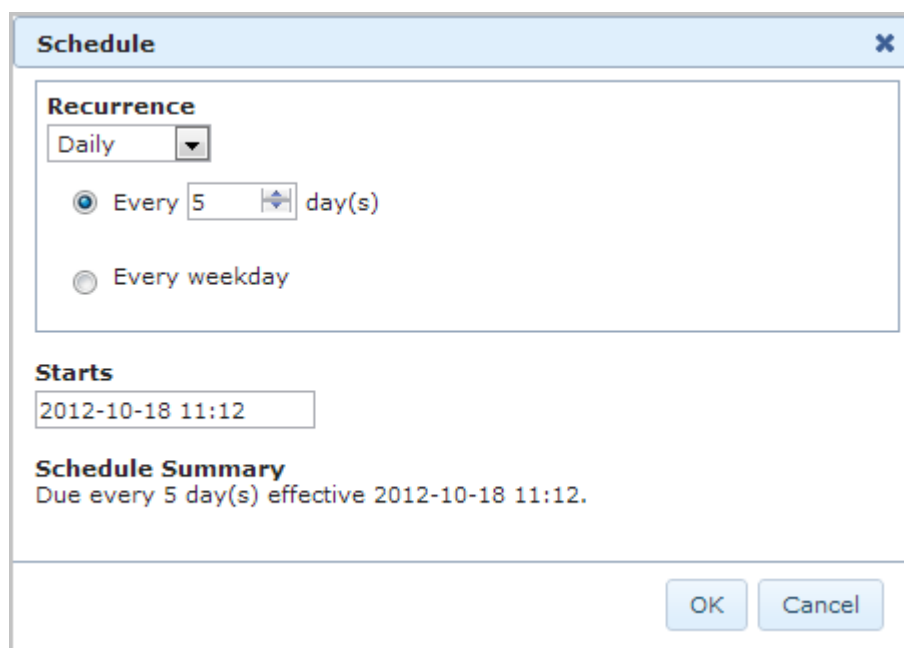 Schedule
Recurrence
Daily
Every 5 day(s)
Every weekday
Starts
2012-10-18 11:12
Schedule Summary
Due every 5 day(s) effective 2012-10-18 11:12.
OK Cancel